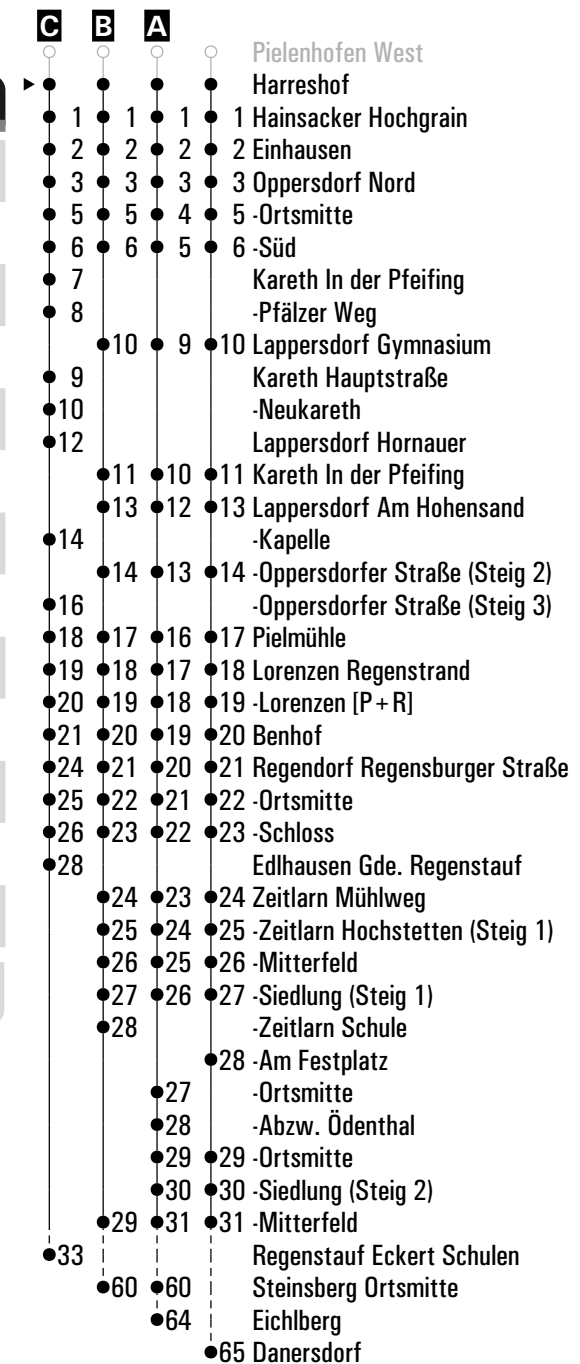 C B A
Pielenhofen West
Harreshof
1 1 1 1 Hainsacker Hochgrain
2 2 2 2 Einhausen
3 3 3 3 Oppersdorf Nord
5 5 4 5 -Ortsmitte
6 6 5 6 -Süd
7 Kareth In der Pfeifing
8 -Pfälzer Weg
10 9 10 Lappersdorf Gymnasium
9 Kareth Hauptstraße
10 -Neukareth
12 Lappersdorf Hornauer
11 10 11 Kareth In der Pfeifing
13 12 13 Lappersdorf Am Hohensand
14 -Kapelle
14 13 14 -Oppersdorfer Straße (Steig 2)
16 -Oppersdorfer Straße (Steig 3)
18 17 16 17 Pielmühle
19 18 17 18 Lorenzen Regenstrand
20 19 18 19 -Lorenzen [P+R]
21 20 19 20 Benhof
24 21 20 21 Regendorf Regensburger Straße
25 22 21 22 -Ortsmitte
26 23 22 23 -Schloss
28 Edlhausen Gde. Regenstauf
24 23 24 Zeitlarn Mühlweg
25 24 25 -Zeitlarn Hochstetten (Steig 1)
26 25 26 -Mitterfeld
27 26 27 -Siedlung (Steig 1)
28 -Zeitlarn Schule
28 -Am Festplatz
27 -Ortsmitte
28 -Abzw. Ödenthal
29 29 -Ortsmitte
30 30 -Siedlung (Steig 2)
29 31 31 -Mitterfeld
33 Regenstauf Eckert Schulen
60 60 Steinsberg Ortsmitte
64 Eichlberg
65 Danersdorf